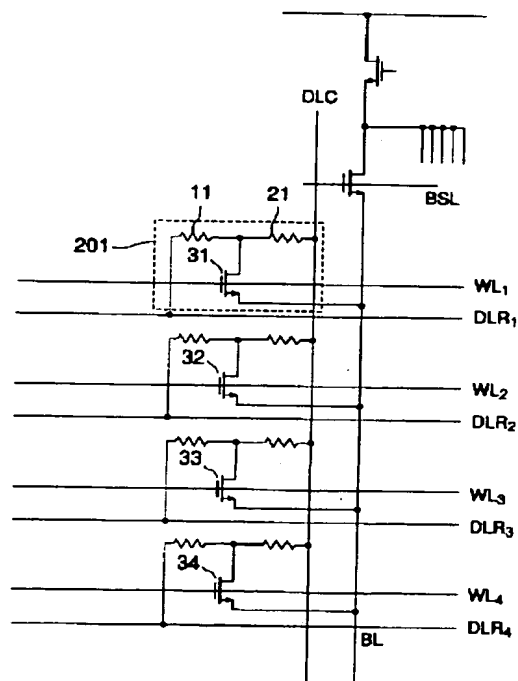 DLC
BSL
11
21
201
31
WL₁
DLR₁
32
WL₂
DLR₂
33
WL₃
DLR₃
34
WL₄
DLR₄
BL